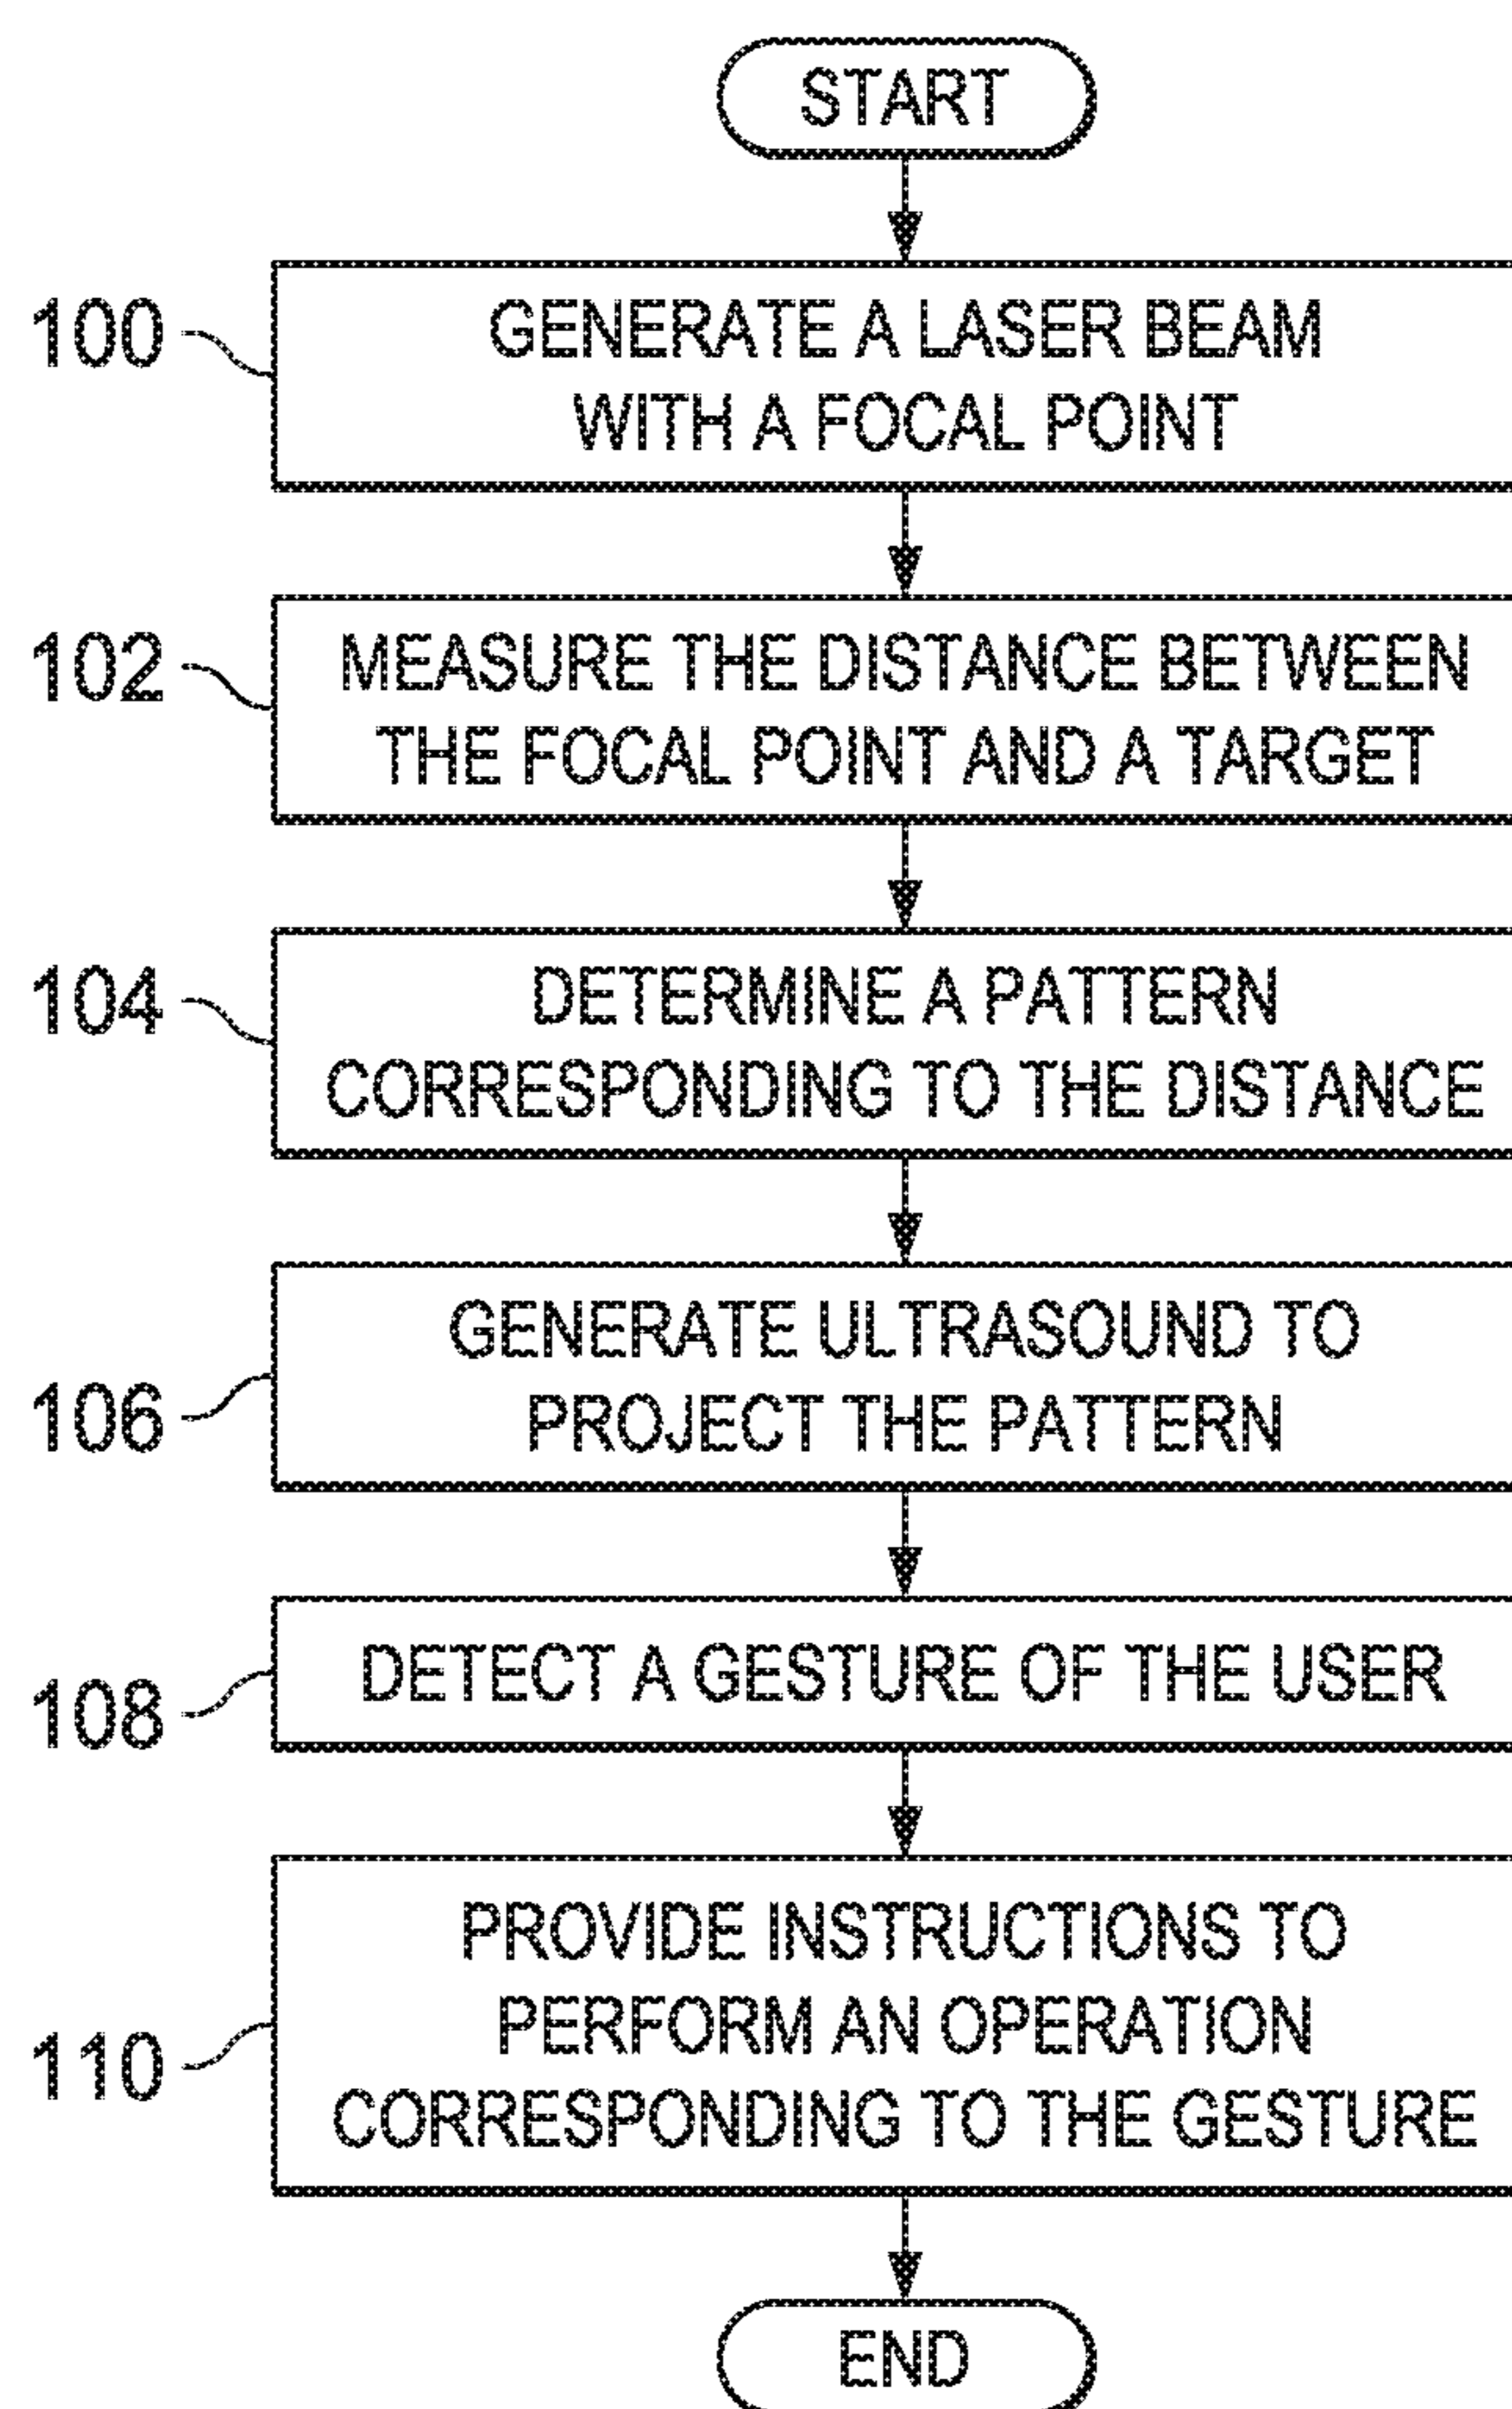 START
100
GENERATE A LASER BEAM
WITH A FOCAL POINT
102
MEASURE THE DISTANCE BETWEEN
THE FOCAL POINT AND A TARGET
104
DETERMINE A PATTERN
CORRESPONDING TO THE DISTANCE
106
GENERATE ULTRASOUND TO
PROJECT THE PATTERN
108
DETECT A GESTURE OF THE USER
110
PROVIDE INSTRUCTIONS TO
PERFORM AN OPERATION
CORRESPONDING TO THE GESTURE
END